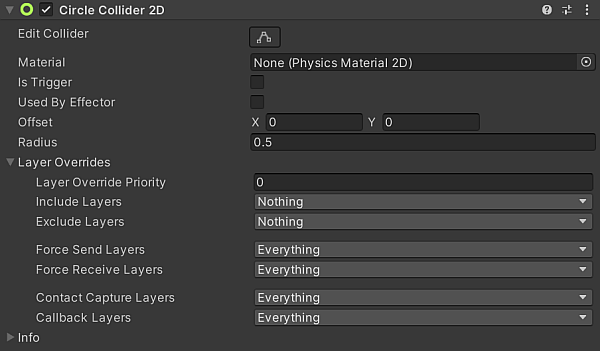 Circle Collider 2D
Edit Collider
Material None (Physics Material 2D)
Is Trigger
Used By Effector
Offset X 0 Y 0
Radius 0.5
Layer Overrides
Layer Override Priority 0
Include Layers Nothing
Exclude Layers Nothing
Force Send Layers Everything
Force Receive Layers Everything
Contact Capture Layers Everything
Callback Layers Everything
Info